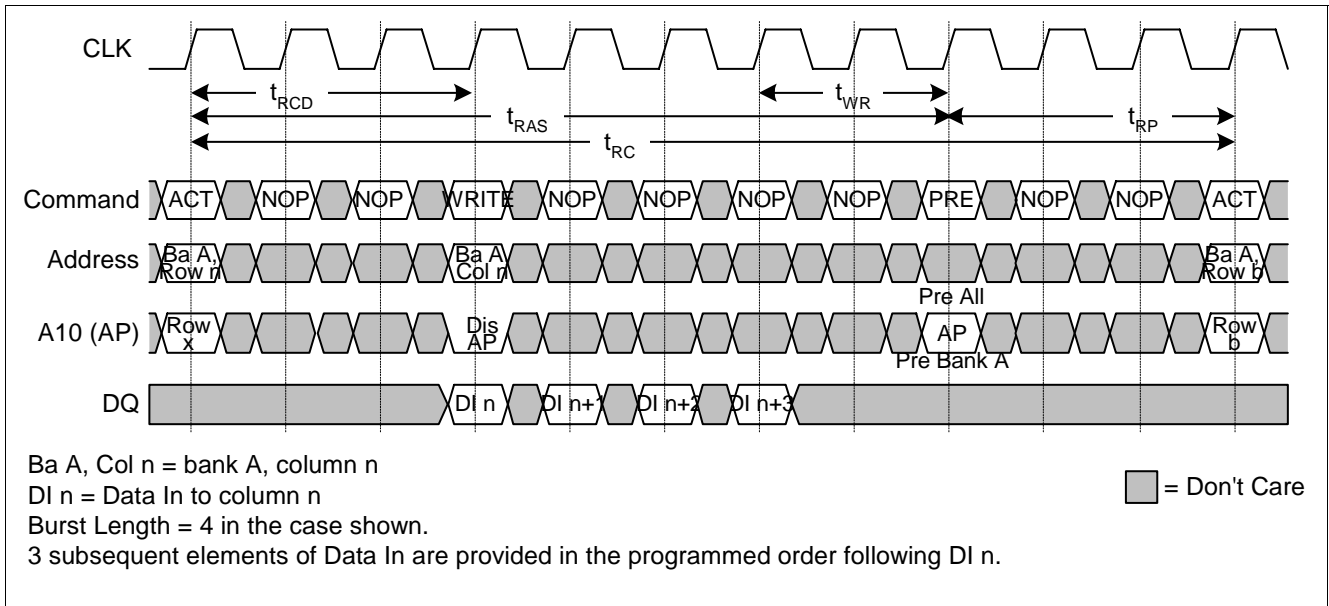 CLK
tRCD
tWR
tRAS
tRP
tRC
Command ACT NOP NOP WRITE NOP NOP NOP NOP PRE NOP NOP ACT
Address Ba A, Row n Ba A Col n Ba A, Row b
Pre All
A10 (AP) Row x Dis AP AP Row b
Pre Bank A
DQ DI n DI n+1 DI n+2 DI n+3
Ba A, Col n = bank A, column n
DI n = Data In to column n
= Don't Care
Burst Length = 4 in the case shown.
3 subsequent elements of Data In are provided in the programmed order following DI n.